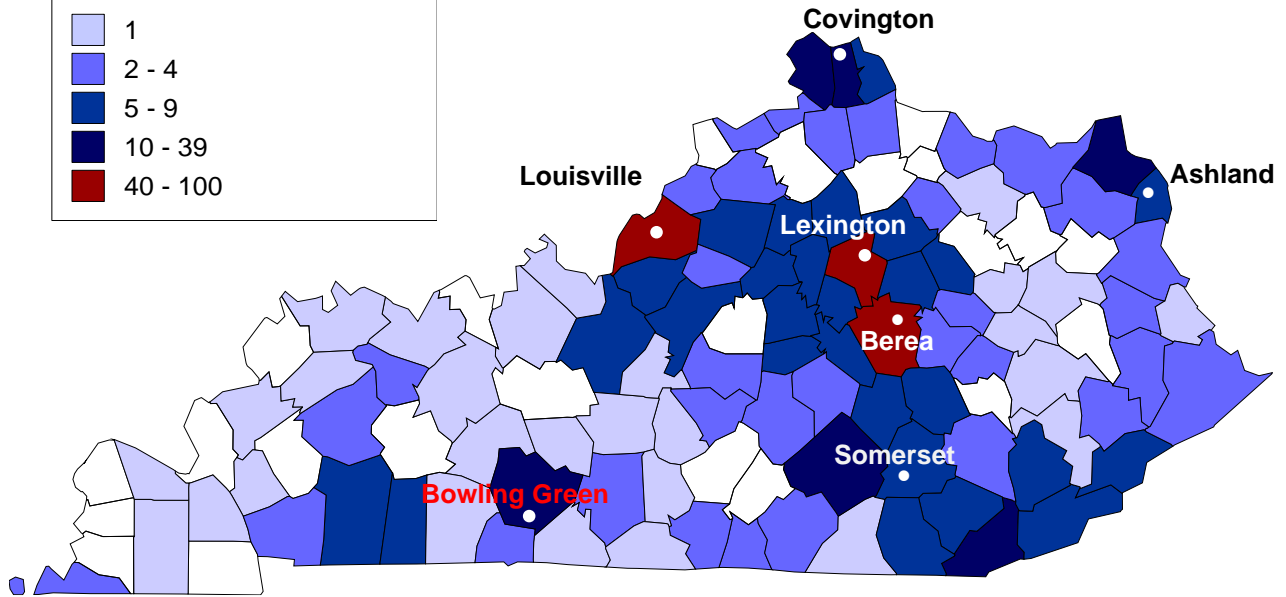 Covington
1
2 - 4
5 - 9
10 - 39
40 - 100
Louisville
Ashland
Lexington
Berea
Somerset
Bowling Green